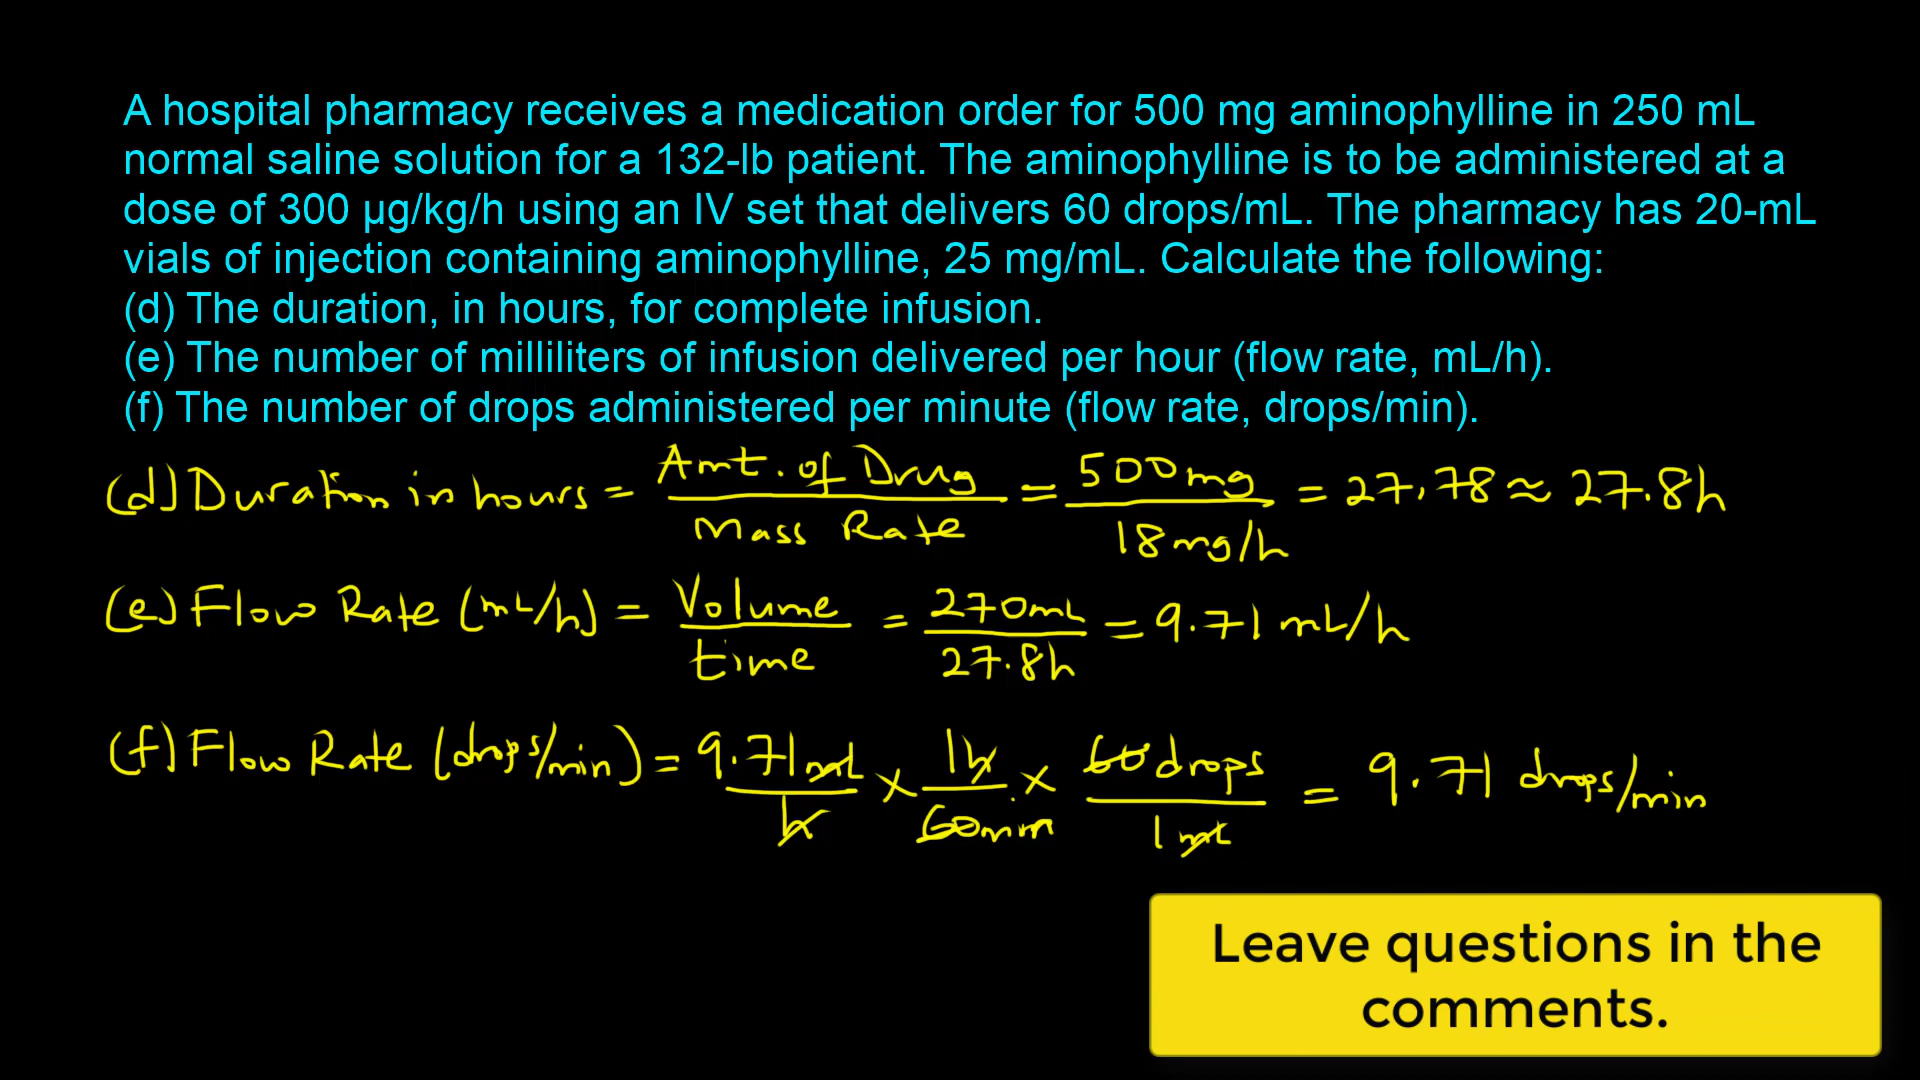 A hospital pharmacy receives a medication order for 500 mg aminophylline in 250 mL
normal saline solution for a 132-lb patient. The aminophylline is to be administered at a
dose of 300 µg/kg/h using an IV set that delivers 60 drops/mL. The pharmacy has 20-mL
vials of injection containing aminophylline, 25 mg/mL. Calculate the following:
(d) The duration, in hours, for complete infusion.
(e) The number of milliliters of infusion delivered per hour (flow rate, mL/h).
(f) The number of drops administered per minute (flow rate, drops/min).
(d) Duration in hours = Amt. of Drug / Mass Rate = 500mg / 18mg/h = 27.78 ≈ 27.8h
(e) Flow Rate (mL/h) = Volume / time = 270mL / 27.8h = 9.71 mL/h
(f) Flow Rate (drops/min) = 9.71mL / h × 1h / 60min × 60drops / 1mL = 9.71 drops/min
Leave questions in the
comments.